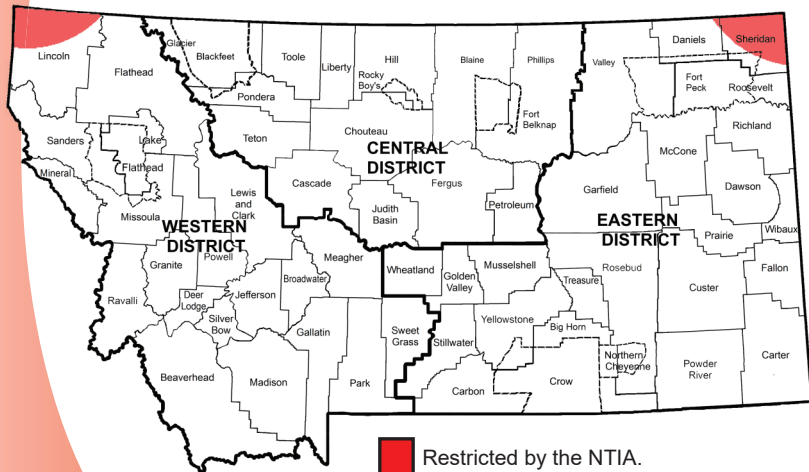 Lincoln
Flathead
Glacier
Blackfeet
Toole
Liberty
Hill
Rocky
Boy's
Blaine
Phillips
Valley
Daniels
Sheridan
Fort
Peck
Roosevelt
Pondera
Fort
Belknap
Richland
Teton
Chouteau
CENTRAL
DISTRICT
Sanders
Lake
Flathead
Mineral
McCone
Cascade
Fergus
Garfield
Dawson
Lewis
and
Clark
Judith
Basin
Petroleum
Missoula
WESTERN
DISTRICT
EASTERN
DISTRICT
Prairie
Wibaux
Powell
Meagher
Granite
Wheatland
Golden
Valley
Musselshell
Rosebud
Treasure
Fallon
Custer
Ravalli
Deer
Lodge
Jefferson
Broadwater
Silver
Bow
Gallatin
Sweet
Grass
Stillwater
Yellowstone
Big Horn
Northern
Cheyenne
Beaverhead
Madison
Park
Carbon
Crow
Powder
River
Carter
Restricted by the NTIA.